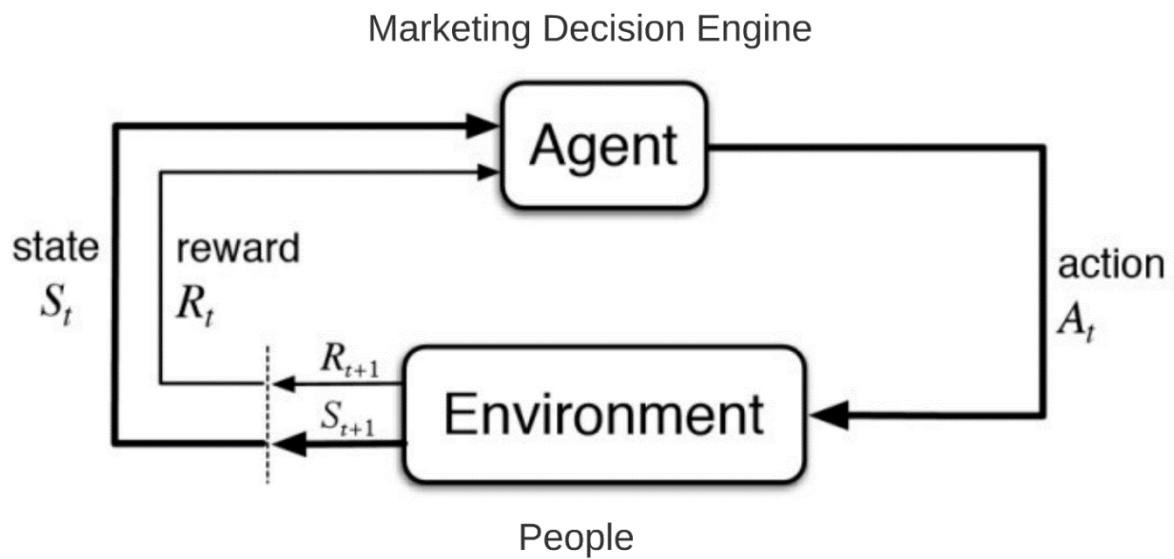 Marketing Decision Engine
Agent
state
S_t
reward
R_t
action
A_t
R_{t+1}
S_{t+1}
Environment
People